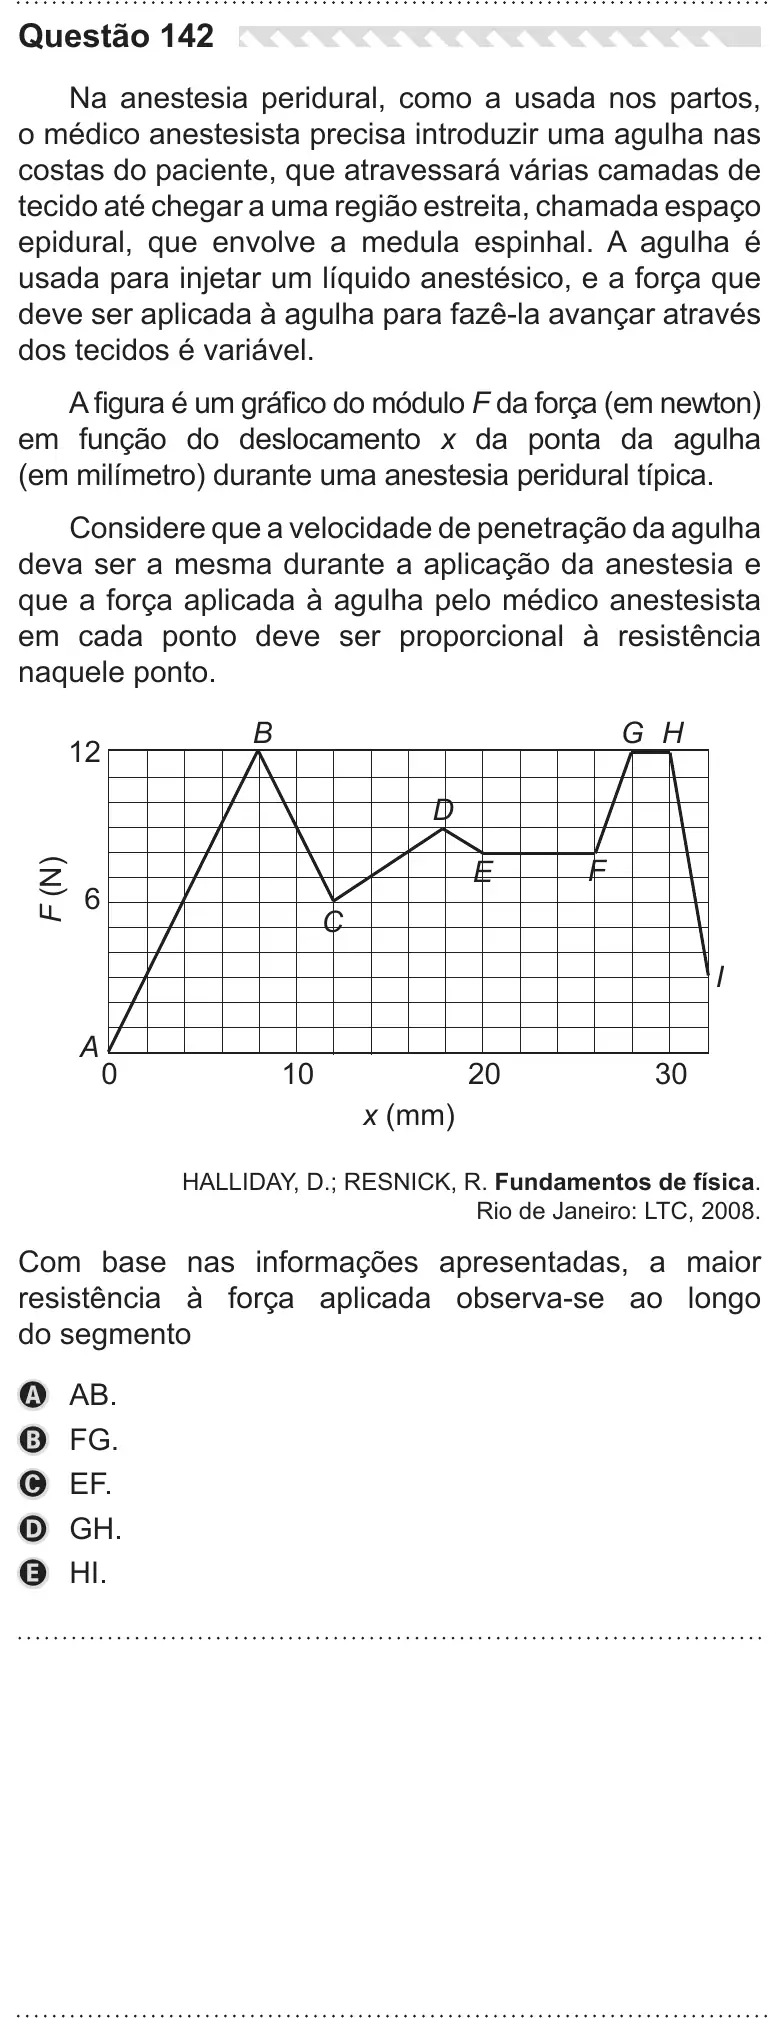 Questão 142
Na anestesia peridural, como a usada nos partos,
o médico anestesista precisa introduzir uma agulha nas
costas do paciente, que atravessará várias camadas de
tecido até chegar a uma região estreita, chamada espaço
epidural, que envolve a medula espinhal. A agulha é
usada para injetar um líquido anestésico, e a força que
deve ser aplicada à agulha para fazê-la avançar através
dos tecidos é variável.
A figura é um gráfico do módulo F da força (em newton)
em função do deslocamento x da ponta da agulha
(em milímetro) durante uma anestesia peridural típica.
Considere que a velocidade de penetração da agulha
deva ser a mesma durante a aplicação da anestesia e
que a força aplicada à agulha pelo médico anestesista
em cada ponto deve ser proporcional à resistência
naquele ponto.
B G H
12
D
E F
F (N)
6
C
I
A
0 10 20 30
x (mm)
HALLIDAY, D.; RESNICK, R. Fundamentos de física.
Rio de Janeiro: LTC, 2008.
Com base nas informações apresentadas, a maior
resistência à força aplicada observa-se ao longo
do segmento
A AB.
B FG.
C EF.
D GH.
E HI.